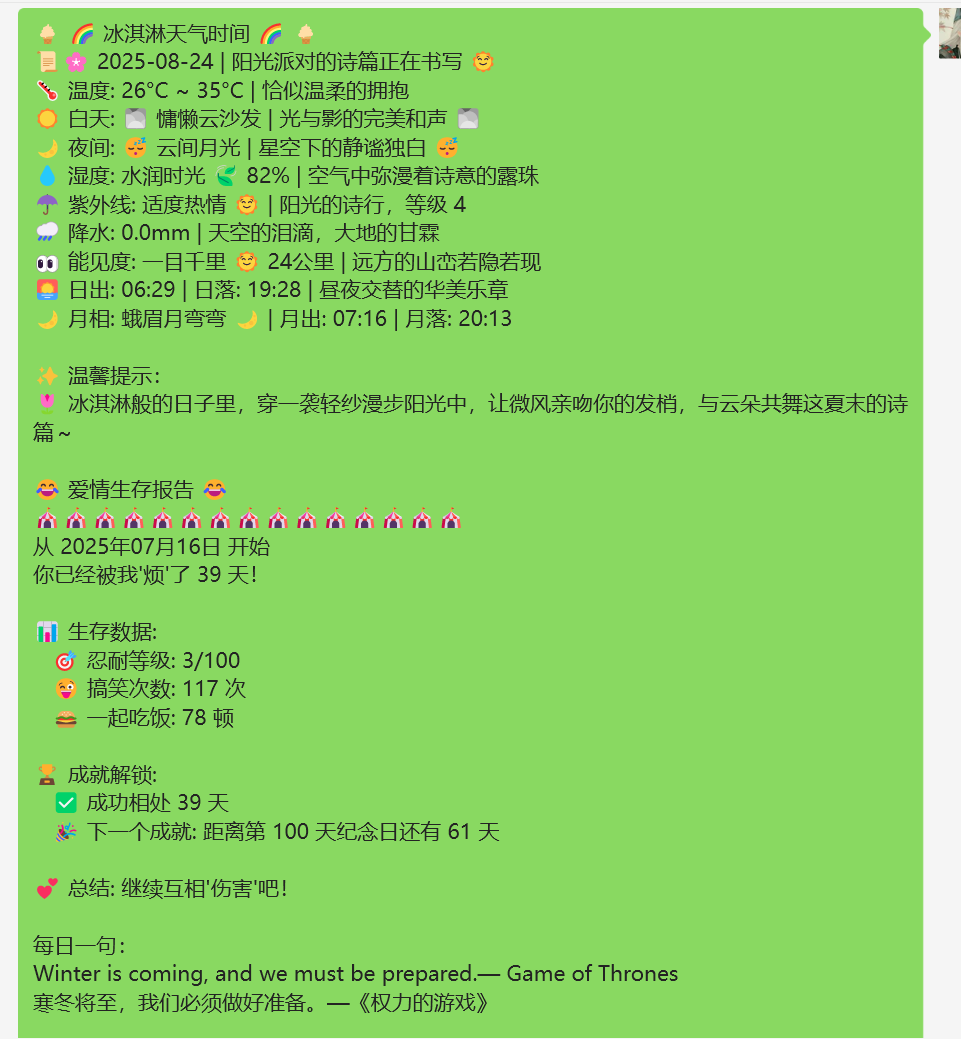 🍦 🌈 冰淇淋天气时间 🌈 🍦
📜 🌸 2025-08-24 | 阳光派对的诗篇正在书写 🌞
🌡️ 温度: 26°C ~ 35°C | 恰似温柔的拥抱
☀️ 白天: 慵懒云沙发 | 光与影的完美和声
🌙 夜间: 😴 云间月光 | 星空下的静谧独白 😴
💧 湿度: 水润时光 🌿 82% | 空气中弥漫着诗意的露珠
☂️ 紫外线: 适度热情 🌞 | 阳光的诗行，等级 4
🌧️ 降水: 0.0mm | 天空的泪滴，大地的甘霖
👀 能见度: 一目千里 🌞 24公里 | 远方的山峦若隐若现
🌅 日出: 06:29 | 日落: 19:28 | 昼夜交替的华美乐章
🌙 月相: 蛾眉月弯弯 🌙 | 月出: 07:16 | 月落: 20:13
✨ 温馨提示：
🌷 冰淇淋般的日子里，穿一袭轻纱漫步阳光中，让微风亲吻你的发梢，与云朵共舞这夏末的诗
篇～
😂 爱情生存报告 😂
🎪🎪🎪🎪🎪🎪🎪🎪🎪🎪🎪🎪🎪🎪🎪
从 2025年07月16日 开始
你已经被我'烦'了 39 天！
📊 生存数据:
🎯 忍耐等级: 3/100
😜 搞笑次数: 117 次
🍔 一起吃饭: 78 顿
🏆 成就解锁:
✅ 成功相处 39 天
🎉 下一个成就: 距离第 100 天纪念日还有 61 天
💕 总结: 继续互相'伤害'吧！
每日一句：
Winter is coming, and we must be prepared.— Game of Thrones
寒冬将至，我们必须做好准备。—《权力的游戏》